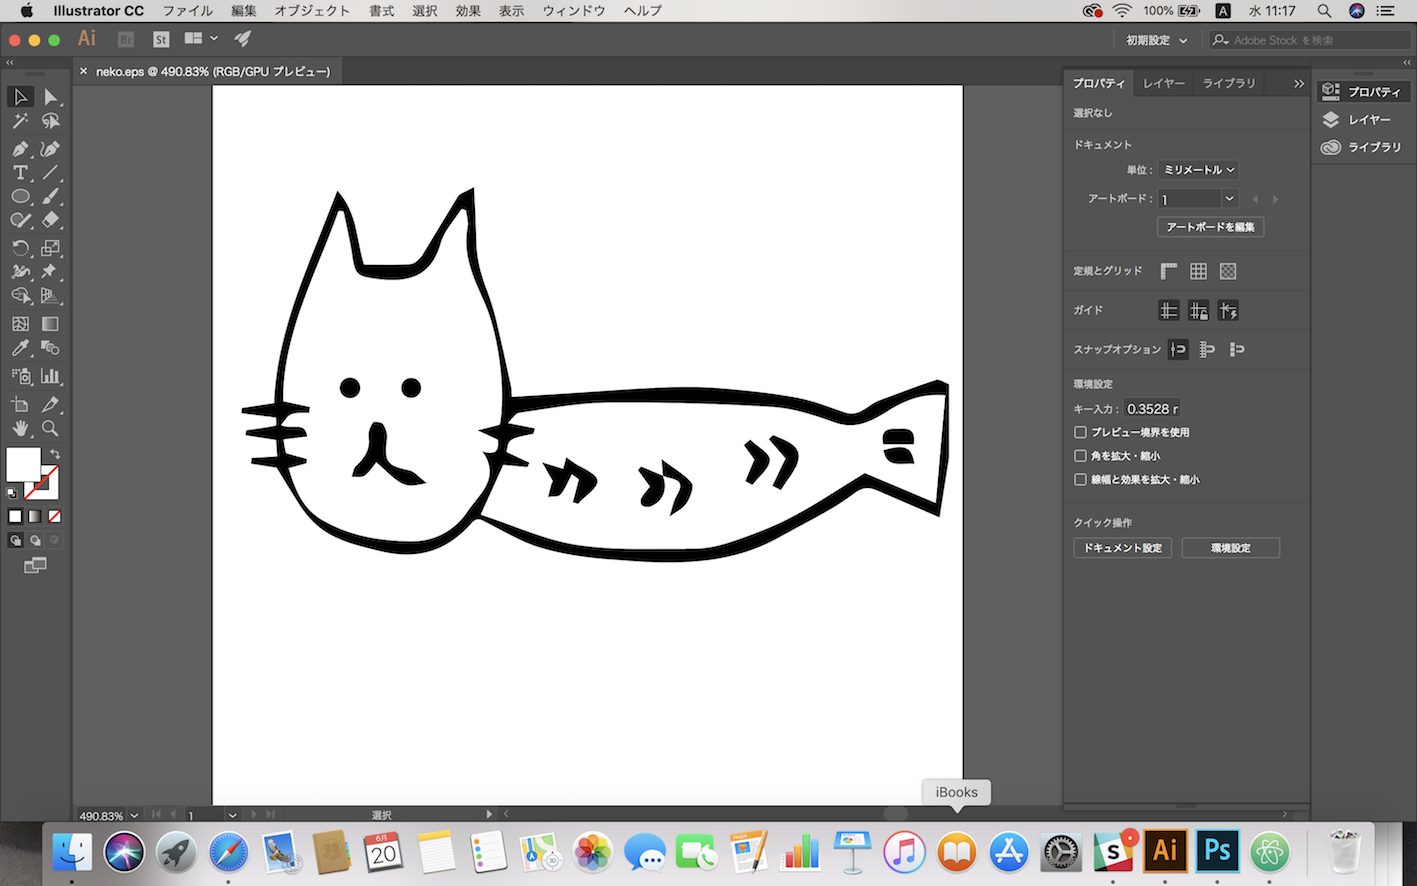 Illustrator CC ファイル 編集 オブジェクト 書式 選択 効果 表示 ウィンドウ ヘルプ 100% A 水 11:17
Ai Br St 初期設定 Adobe Stock を検索
× neko.eps @ 490.83% (RGB/GPU プレビュー)
プロパティ レイヤー ライブラリ
選択なし
ドキュメント
単位: ミリメートル
アートボード: 1
アートボードを編集
定規とグリッド
ガイド
スナップオプション
環境設定
キー入力: 0.3528 r
プレビュー境界を使用
角を拡大・縮小
線幅と効果を拡大・縮小
クイック操作
ドキュメント設定 環境設定
プロパティ
レイヤー
ライブラリ
T
490.83% 1 選択
iBooks
6月
20
3D
PAGES
S
Ai
Ps